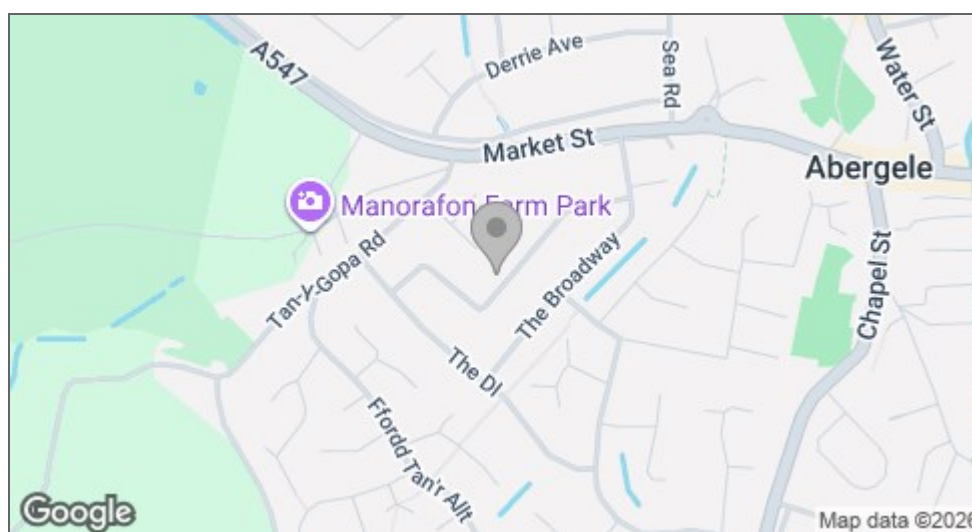 A547
Derrie Ave
Sea Rd
Water St
Market St
Abergele
Manorafon Farm Park
Tan-y-Gopa Rd
The Broadway
Chapel St
The Dl
Ffordd Tan'r Allt
Google
Map data ©202